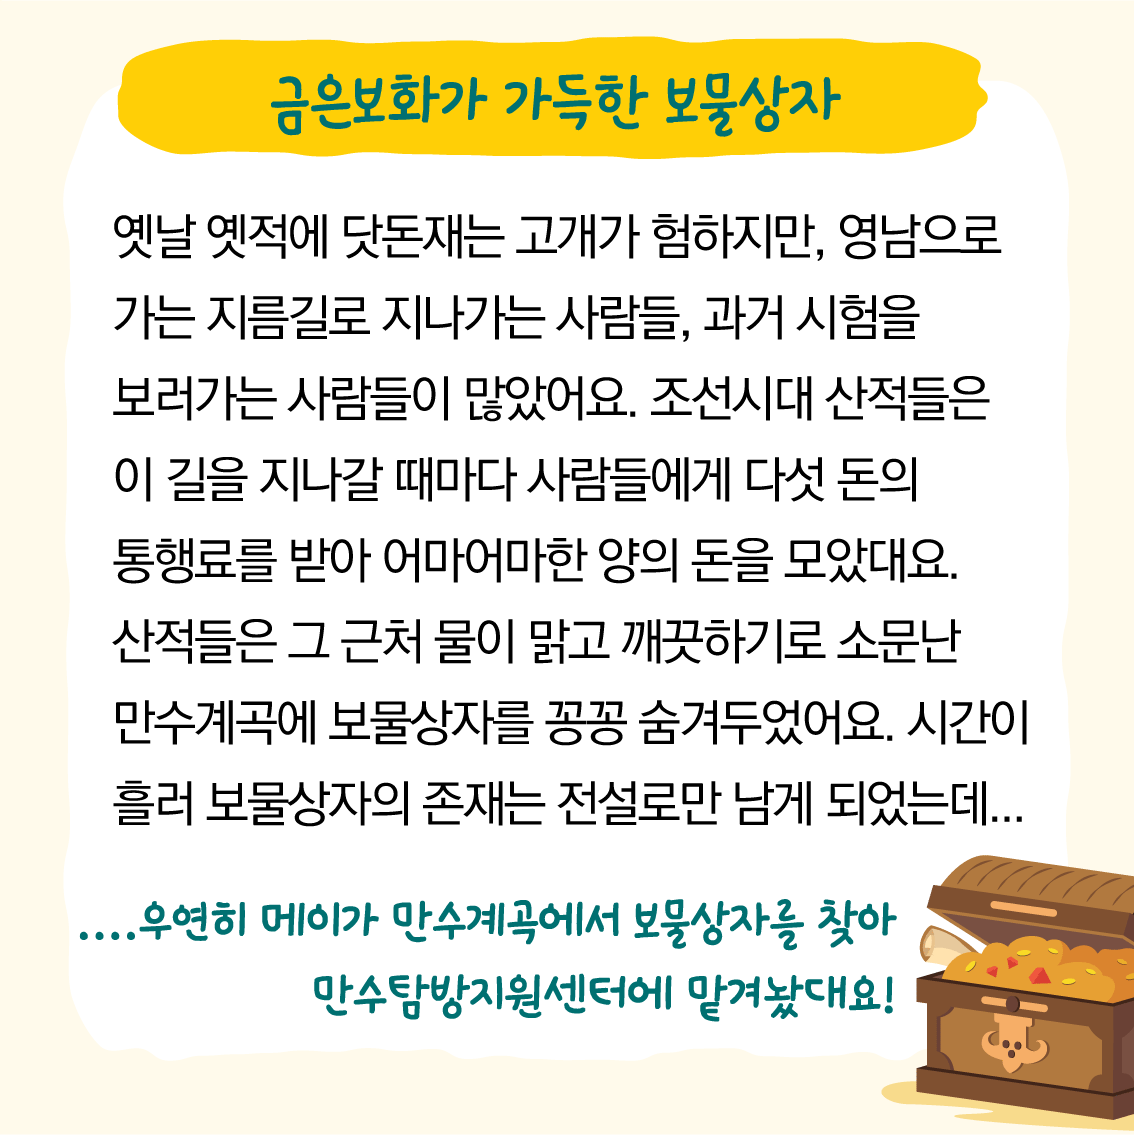 금은보화가 가득한 보물상자
옛날 옛적에 닷돈재는 고개가 험하지만, 영남으로
가는 지름길로 지나가는 사람들, 과거 시험을
보러가는 사람들이 많았어요. 조선시대 산적들은
이 길을 지나갈 때마다 사람들에게 다섯 돈의
통행료를 받아 어마어마한 양의 돈을 모았대요.
산적들은 그 근처 물이 맑고 깨끗하기로 소문난
만수계곡에 보물상자를 꽁꽁 숨겨두었어요. 시간이
흘러 보물상자의 존재는 전설로만 남게 되었는데...
....우연히 메이가 만수계곡에서 보물상자를 찾아
만수탐방지원센터에 맡겨놨대요!